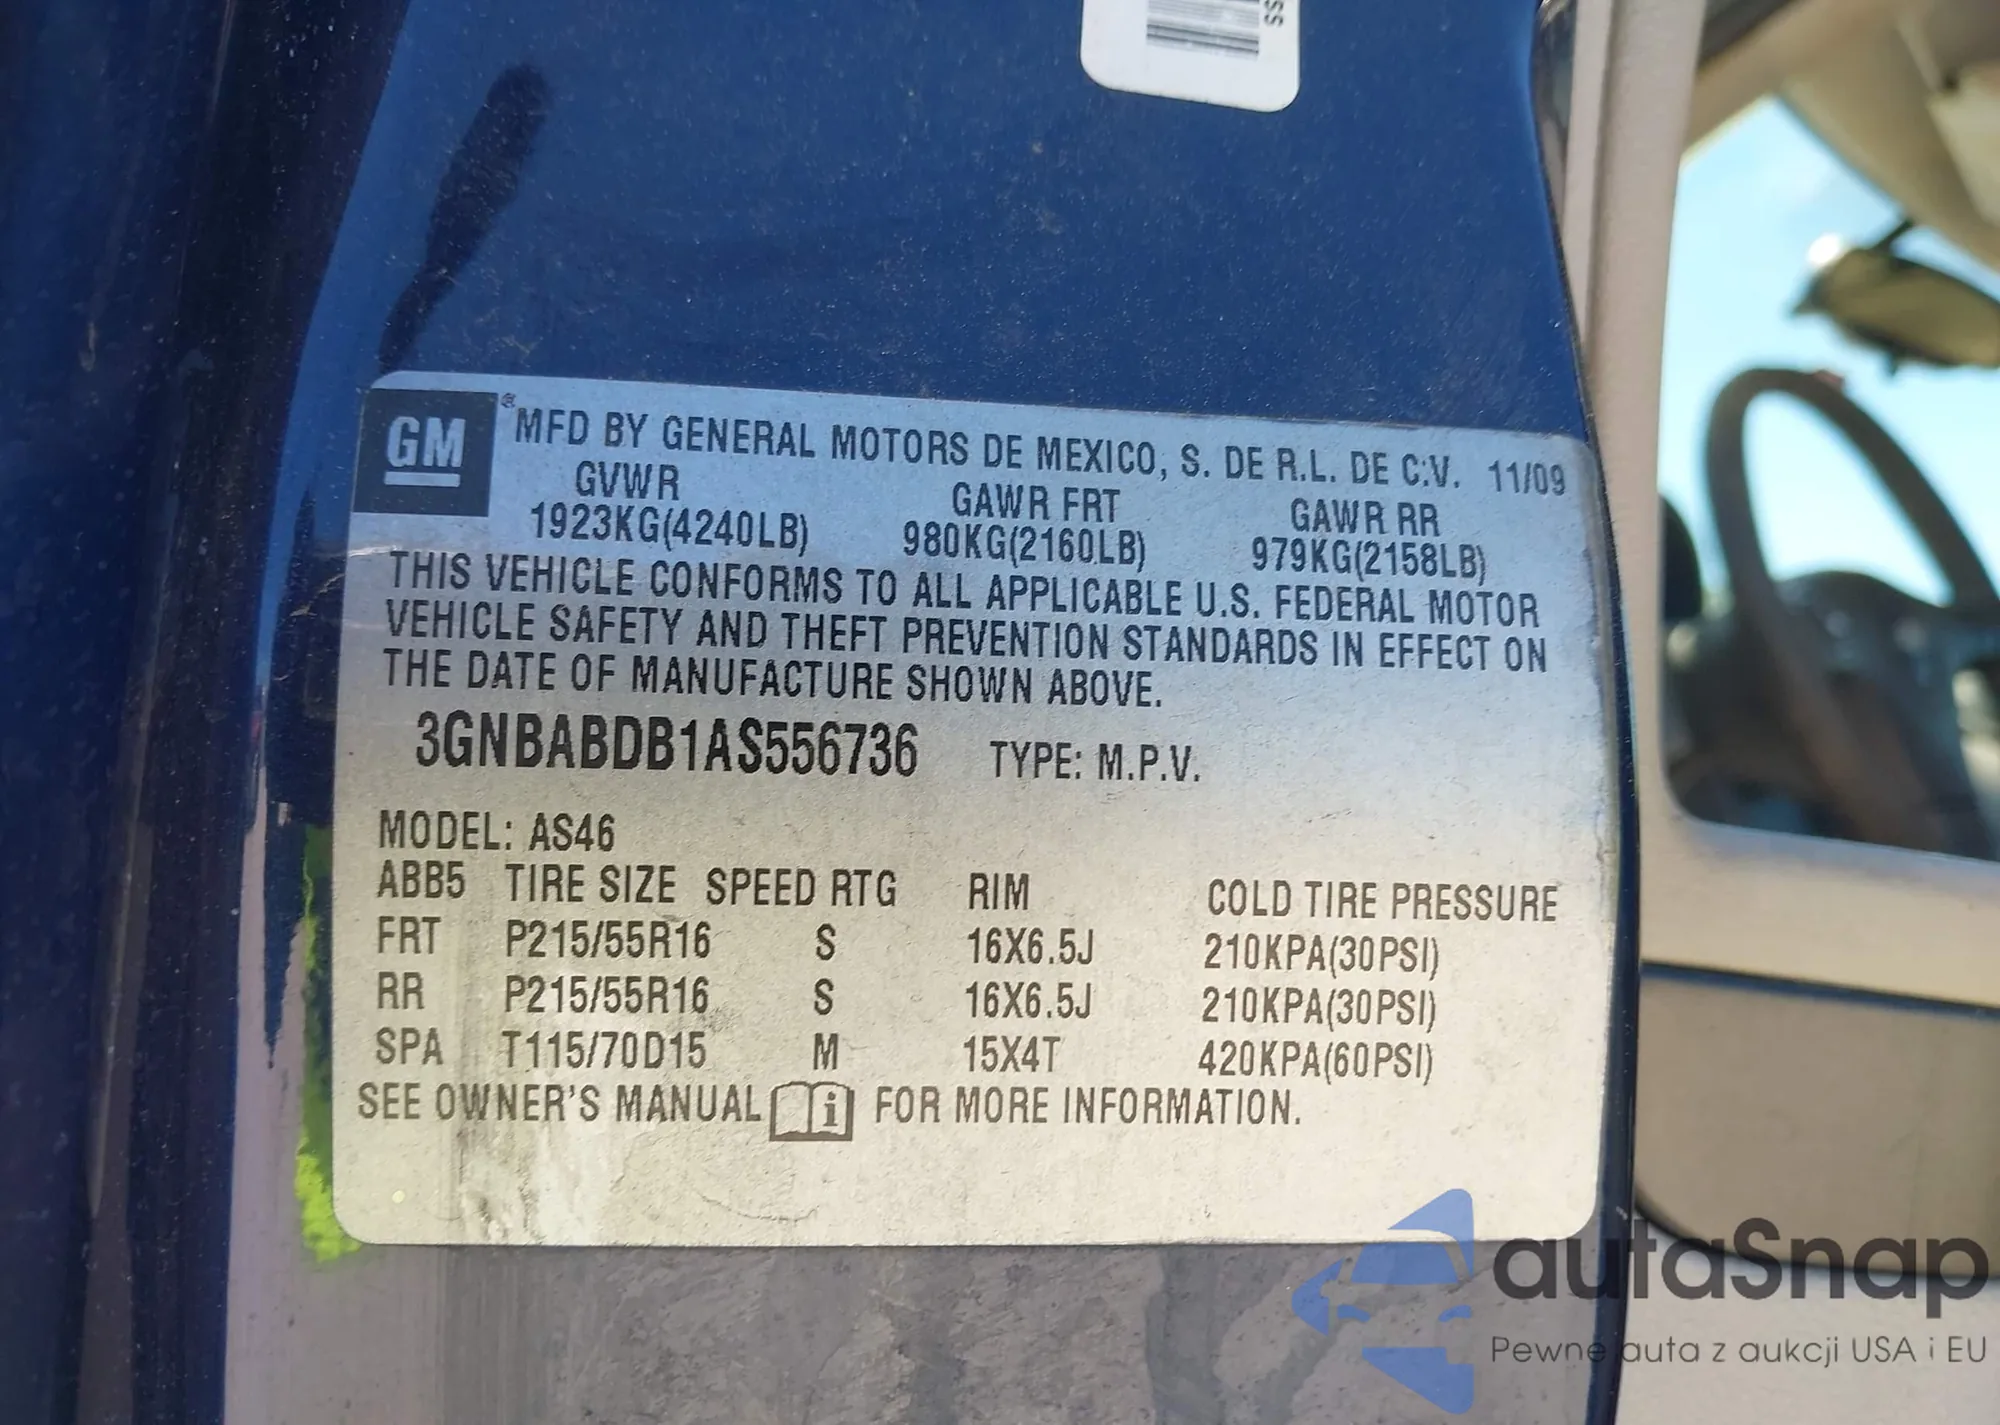 SS
GM ® MFD BY GENERAL MOTORS DE MEXICO, S. DE R.L. DE C.V. 11/09
GVWR GAWR FRT GAWR RR
1923KG(4240LB) 980KG(2160LB) 979KG(2158LB)
THIS VEHICLE CONFORMS TO ALL APPLICABLE U.S. FEDERAL MOTOR
VEHICLE SAFETY AND THEFT PREVENTION STANDARDS IN EFFECT ON
THE DATE OF MANUFACTURE SHOWN ABOVE.
3GNBABDB1AS556736 TYPE: M.P.V.
MODEL: AS46
ABB5 TIRE SIZE SPEED RTG RIM COLD TIRE PRESSURE
FRT P215/55R16 S 16X6.5J 210KPA(30PSI)
RR P215/55R16 S 16X6.5J 210KPA(30PSI)
SPA T115/70D15 M 15X4T 420KPA(60PSI)
SEE OWNER'S MANUAL i FOR MORE INFORMATION.
autaSnap
Pewne auta z aukcji USA i EU